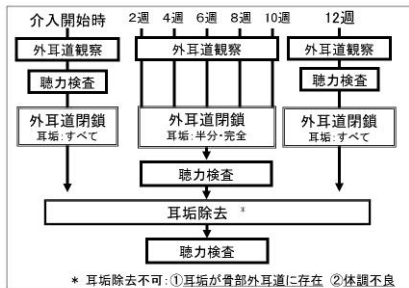 介入開始時
2週 4週 6週 8週 10週
12週
外耳道観察
外耳道観察
外耳道観察
聴力検査
聴力検査
外耳道閉鎖
耳垢:すべて
外耳道閉鎖
耳垢:半分・完全
外耳道閉鎖
耳垢:すべて
聴力検査
耳垢除去 *
聴力検査
* 耳垢除去不可:①耳垢が骨部外耳道に存在 ②体調不良